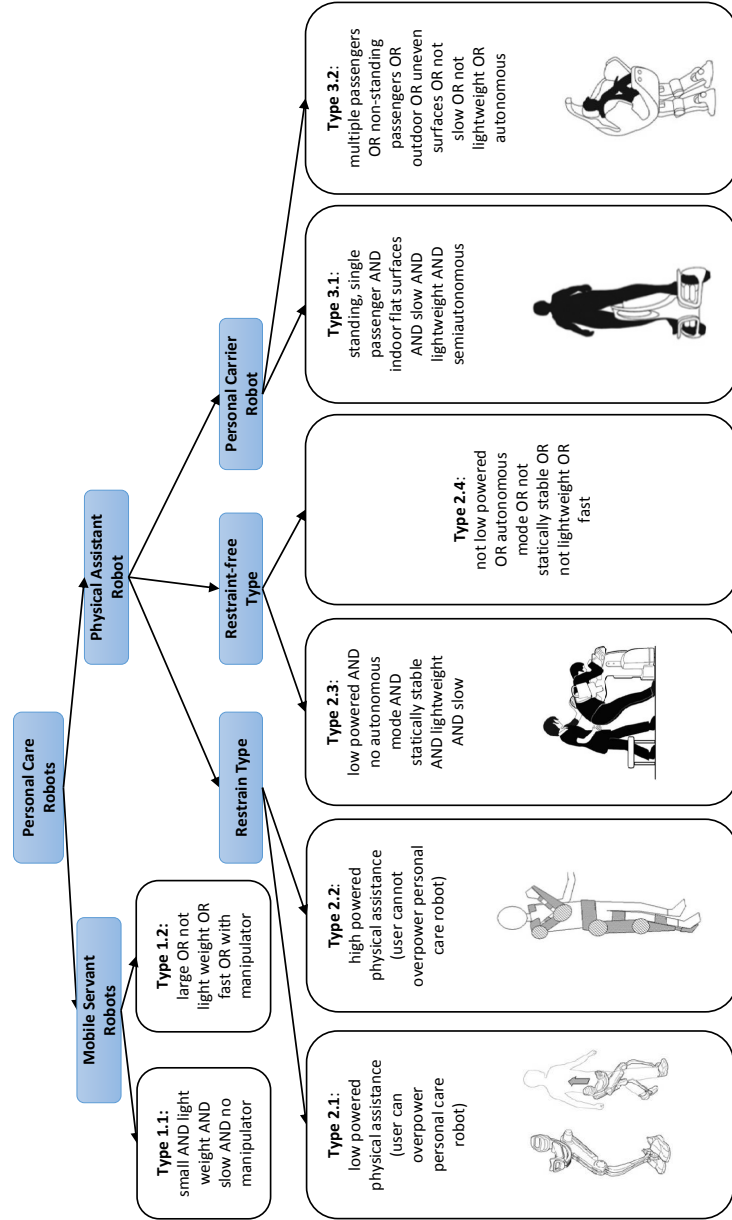 Personal Care
Robots
Mobile Servant
Robots
Physical Assistant
Robot
Type 1.1:
small AND light
weight AND
slow AND no
manipulator
Type 1.2:
large OR not
light weight OR
fast OR with
manipulator
Restrain Type
Restraint-free
Type
Personal Carrier
Robot
Type 2.1:
low powered
physical assistance
(user can
overpower
personal care
robot)
Type 2.2:
high powered
physical assistance
(user cannot
overpower personal
care robot)
Type 2.3:
low powered AND
no autonomous
mode AND
statically stable
AND lightweight
AND slow
Type 2.4:
not low powered
OR autonomous
mode OR not
statically stable OR
not lightweight OR
fast
Type 3.1:
standing, single
passenger AND
indoor flat surfaces
AND slow AND
lightweight AND
semiautonomous
Type 3.2:
multiple passengers
OR non-standing
passengers OR
outdoor OR uneven
surfaces OR not
slow OR not
lightweight OR
autonomous